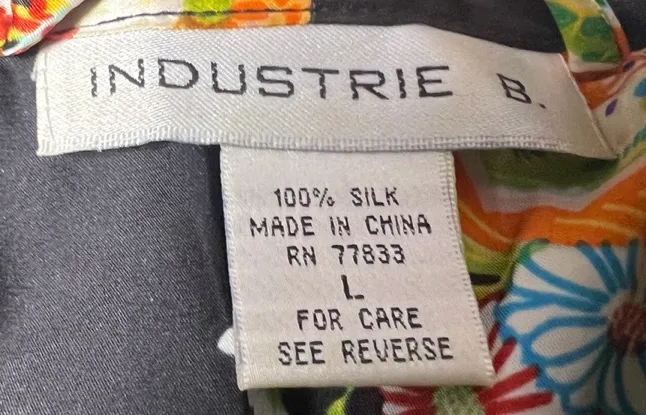 INDUSTRIE B.
100% SILK
MADE IN CHINA
RN 77833
L
FOR CARE
SEE REVERSE